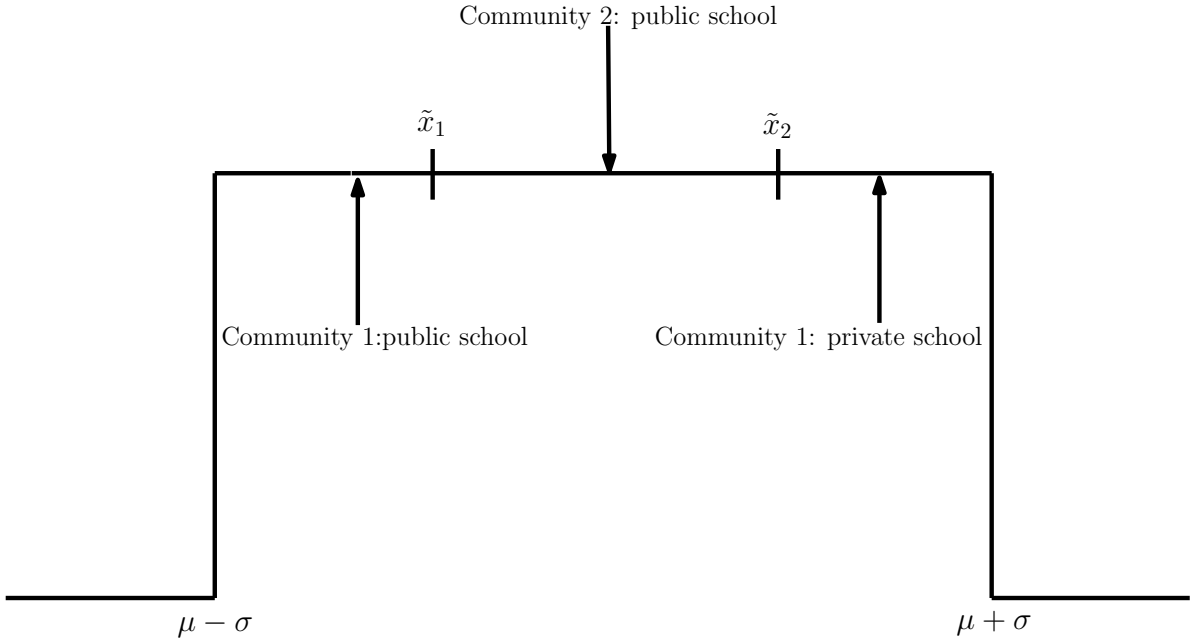 Community 2: public school
x̃₁
x̃₂
Community 1:public school
Community 1: private school
μ − σ
μ + σ